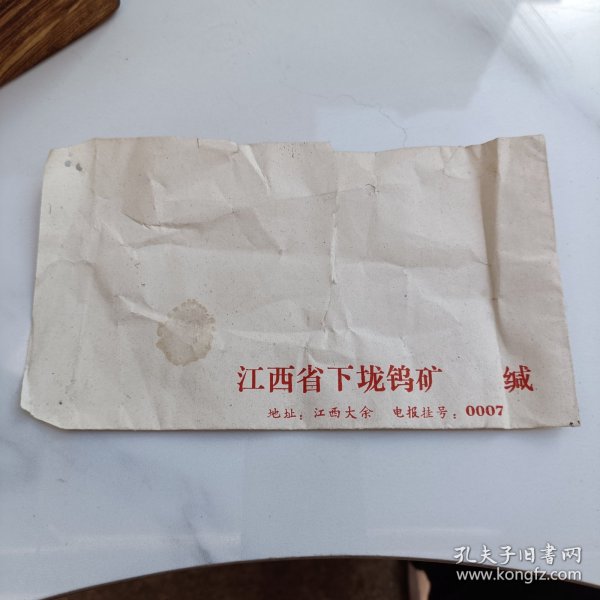 江西省下垅钨矿 缄
地址：江西大余 电报挂号：0007
孔夫子旧书网
www.kongfz.com